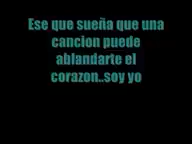 Ese que sueña que una
cancion puede
ablandarte el
corazon..soy yo